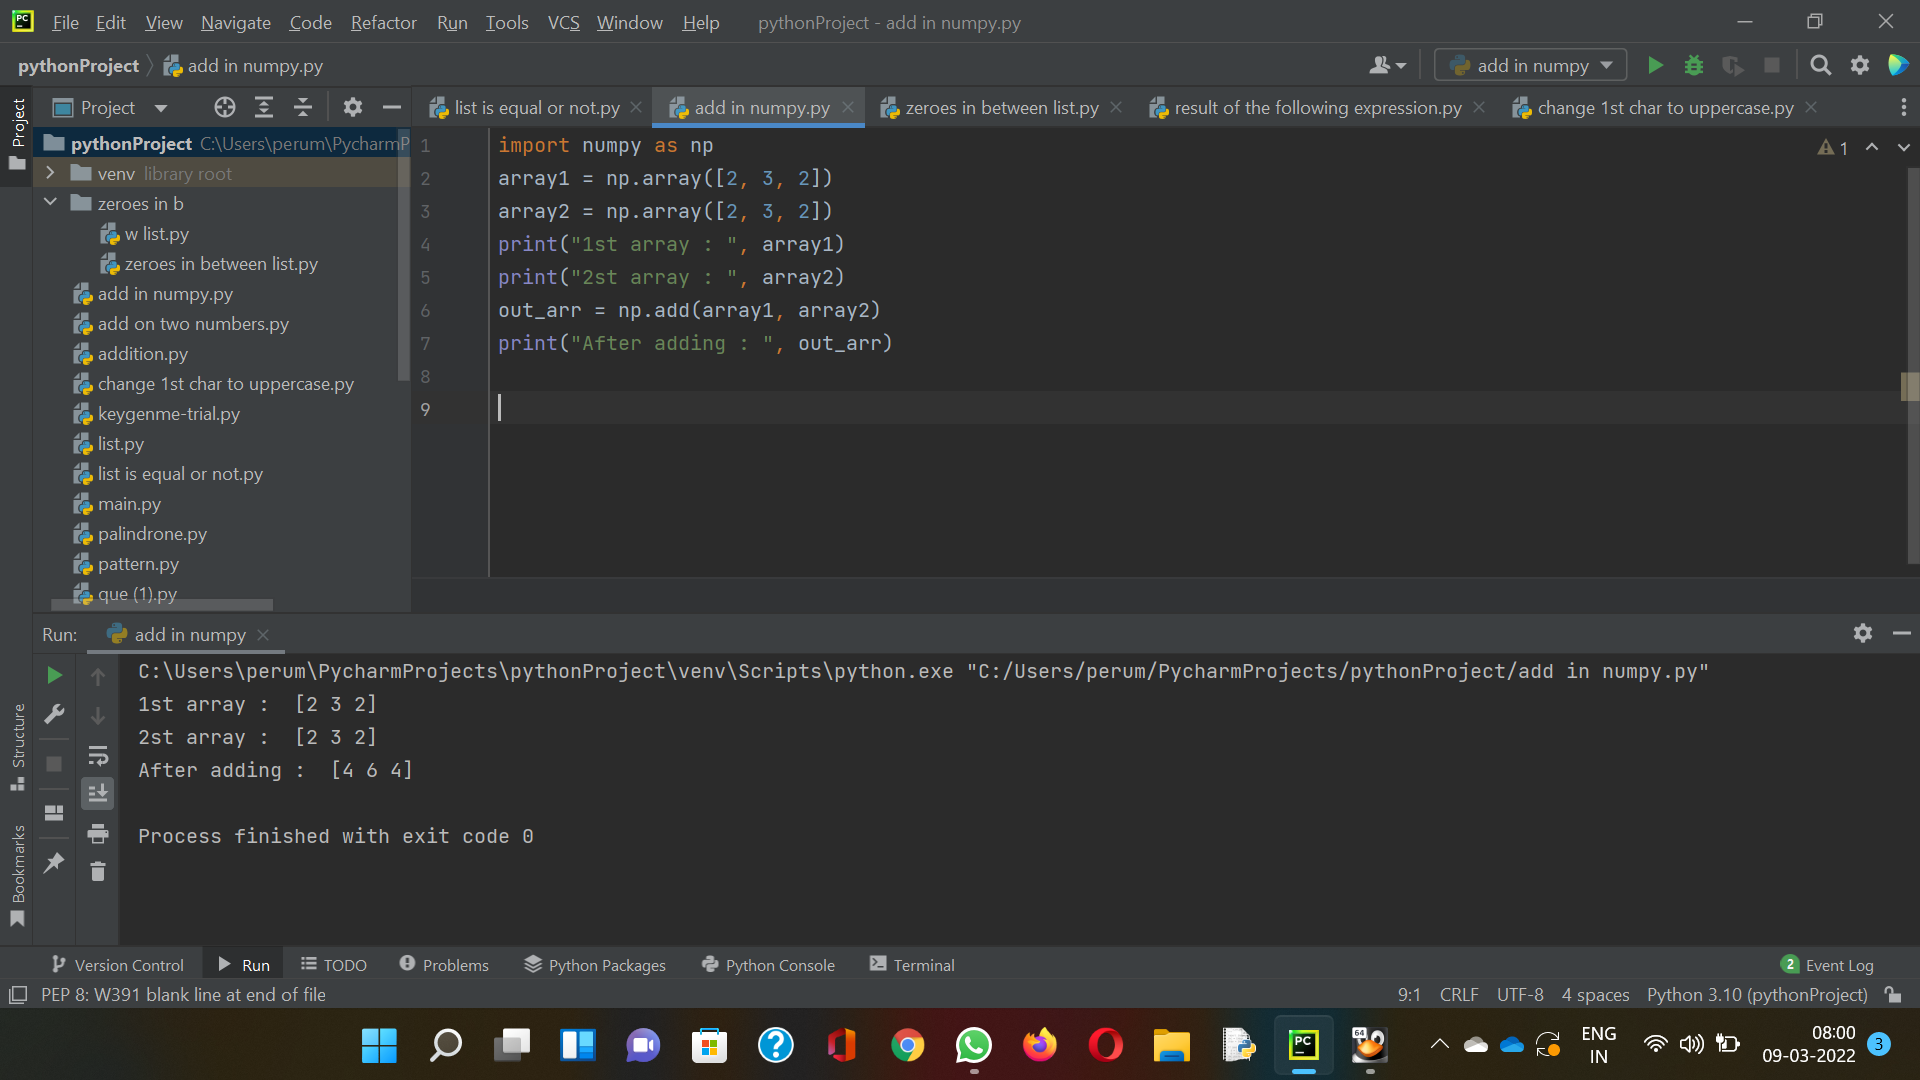 File Edit View Navigate Code Refactor Run Tools VCS Window Help pythonProject - add in numpy.py
pythonProject add in numpy.py
add in numpy
Project
Project
list is equal or not.py
add in numpy.py
zeroes in between list.py
result of the following expression.py
change 1st char to uppercase.py
pythonProject C:\Users\perum\PycharmP
venv library root
zeroes in b
w list.py
zeroes in between list.py
add in numpy.py
add on two numbers.py
addition.py
change 1st char to uppercase.py
keygenme-trial.py
list.py
list is equal or not.py
main.py
palindrone.py
pattern.py
que (1).py
1 import numpy as np
2 array1 = np.array([2, 3, 2])
3 array2 = np.array([2, 3, 2])
4 print("1st array : ", array1)
5 print("2st array : ", array2)
6 out_arr = np.add(array1, array2)
7 print("After adding : ", out_arr)
8
9
1
Run: add in numpy
C:\Users\perum\PycharmProjects\pythonProject\venv\Scripts\python.exe "C:/Users/perum/PycharmProjects/pythonProject/add in numpy.py"
1st array :  [2 3 2]
2st array :  [2 3 2]
After adding :  [4 6 4]
Process finished with exit code 0
Structure
Bookmarks
Version Control Run TODO Problems Python Packages Python Console Terminal 2 Event Log
PEP 8: W391 blank line at end of file 9:1 CRLF UTF-8 4 spaces Python 3.10 (pythonProject)
PC
PC
64
ENG
IN
08:00
09-03-2022
3